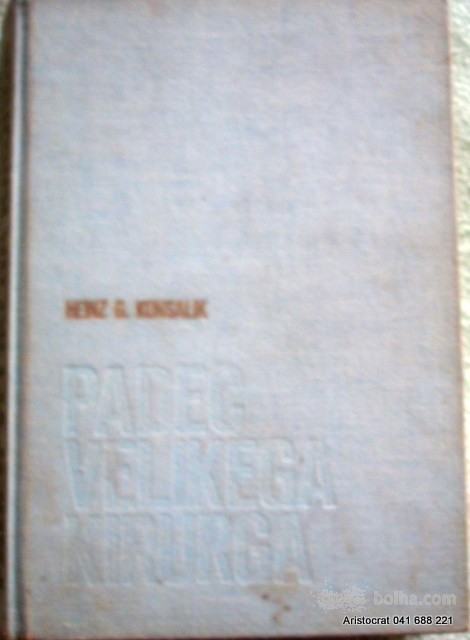 HEINZ G. KONSALIK
PADEC
VELIKEGA
KIRURGA
bolha.com
Aristocrat 041 688 221